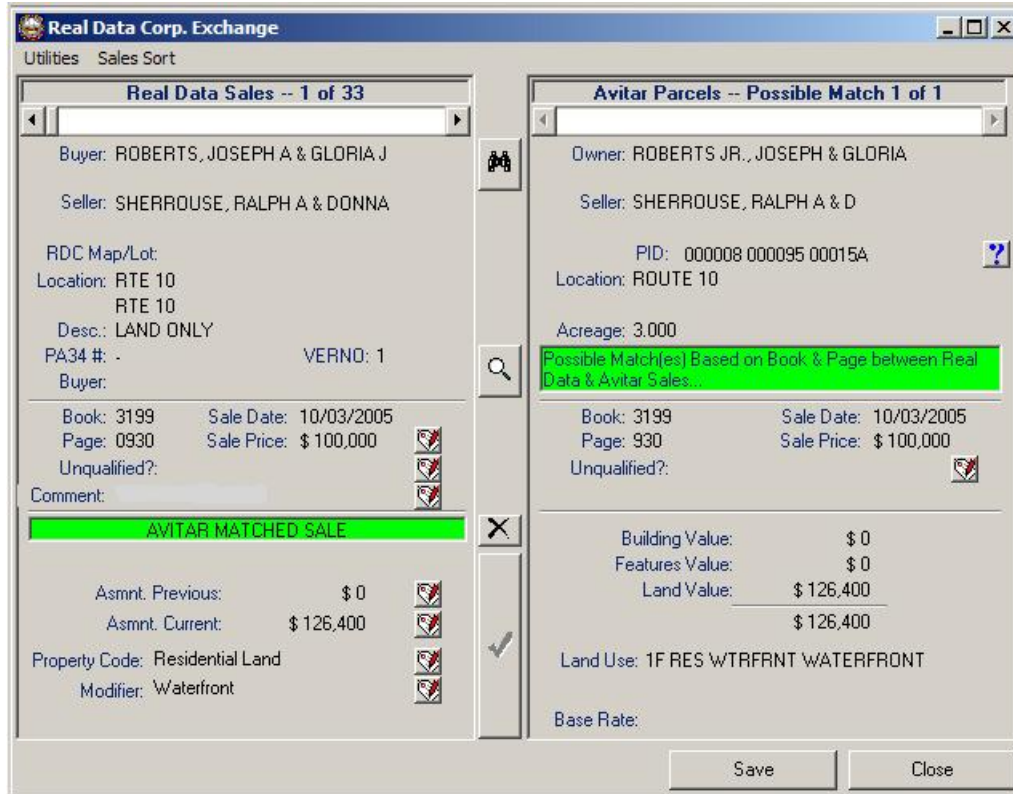 Real Data Corp. Exchange
Utilities Sales Sort
Real Data Sales -- 1 of 33
Buyer: ROBERTS, JOSEPH A & GLORIA J
Seller: SHERROUSE, RALPH A & DONNA
RDC Map/Lot:
Location: RTE 10
RTE 10
Desc.: LAND ONLY
PA34 #: - VERNO: 1
Buyer:
Book: 3199 Sale Date: 10/03/2005
Page: 0930 Sale Price: $ 100,000
Unqualified?:
Comment:
AVITAR MATCHED SALE
Asmnt. Previous: $ 0
Asmnt. Current: $ 126,400
Property Code: Residential Land
Modifier: Waterfront
Avitar Parcels -- Possible Match 1 of 1
Owner: ROBERTS JR., JOSEPH & GLORIA
Seller: SHERROUSE, RALPH A & D
PID: 000008 000095 00015A
?
Location: ROUTE 10
Acreage: 3.000
Possible Match(es) Based on Book & Page between Real
Data & Avitar Sales...
Book: 3199 Sale Date: 10/03/2005
Page: 930 Sale Price: $ 100,000
Unqualified?:
Building Value: $ 0
Features Value: $ 0
Land Value: $ 126,400
$ 126,400
Land Use: 1F RES WTRFRNT WATERFRONT
Base Rate:
Save Close